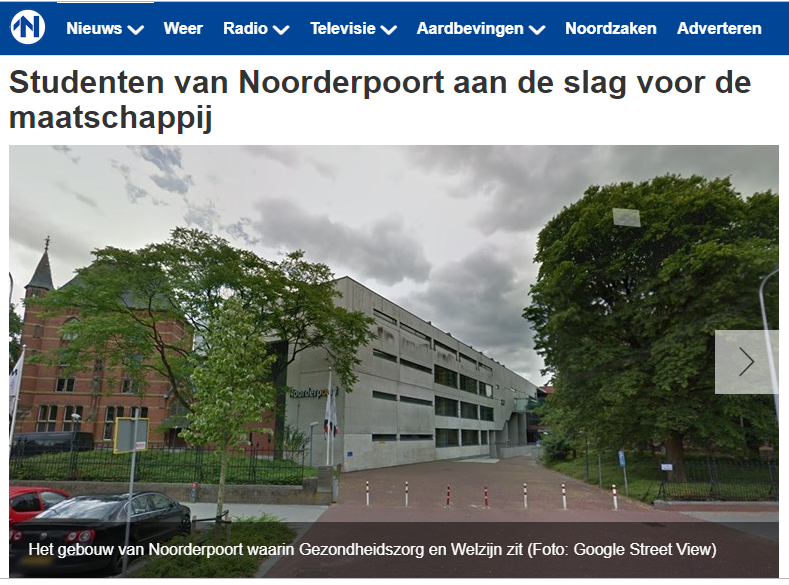 Nieuws Weer Radio Televisie Aardbevingen Noordzaken Adverteren
Studenten van Noorderpoort aan de slag voor de
maatschappij
Noorderpoort
Het gebouw van Noorderpoort waarin Gezondheidszorg en Welzijn zit (Foto: Google Street View)